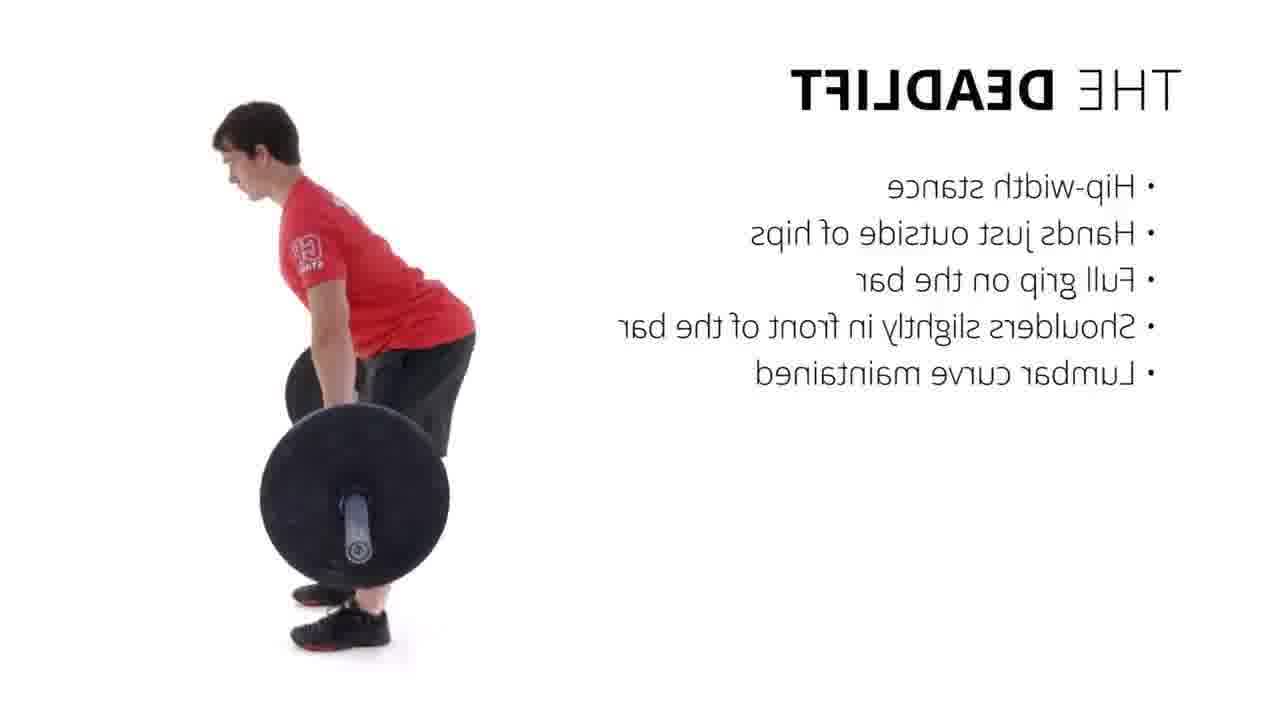 THE DEADLIFT
• Hip-width stance
• Hands just outside of hips
• Full grip on the bar
• Shoulders slightly in front of the bar
• Lumbar curve maintained